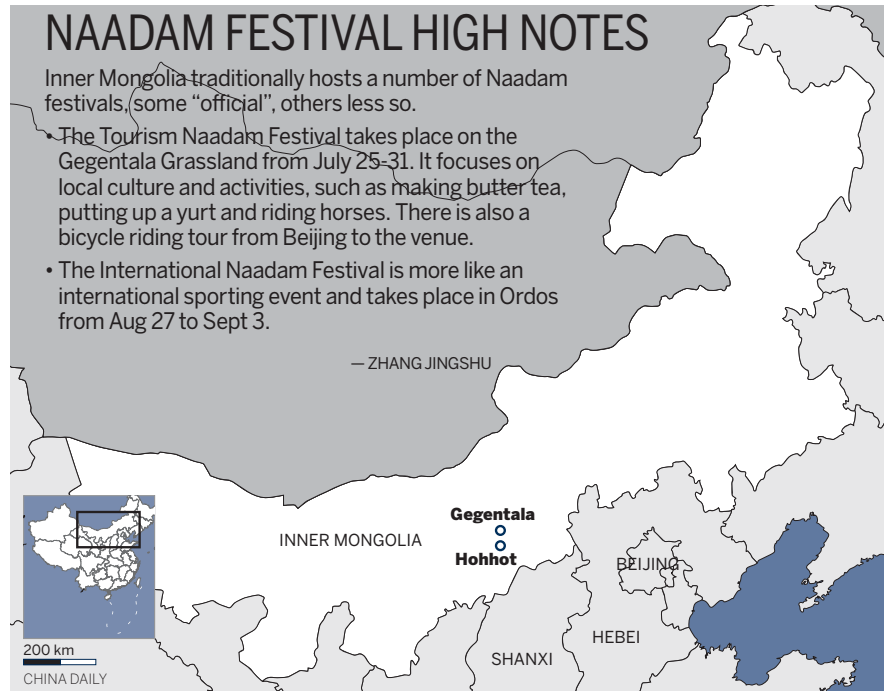 NAADAM FESTIVAL HIGH NOTES
Inner Mongolia traditionally hosts a number of Naadam
festivals, some “official”, others less so.
• The Tourism Naadam Festival takes place on the
Gegentala Grassland from July 25-31. It focuses on
local culture and activities, such as making butter tea,
putting up a yurt and riding horses. There is also a
bicycle riding tour from Beijing to the venue.
• The International Naadam Festival is more like an
international sporting event and takes place in Ordos
from Aug 27 to Sept 3.
— ZHANG JINGSHU
Gegentala
INNER MONGOLIA
Hohhot
BEIJING
HEBEI
SHANXI
200 km
CHINA DAILY